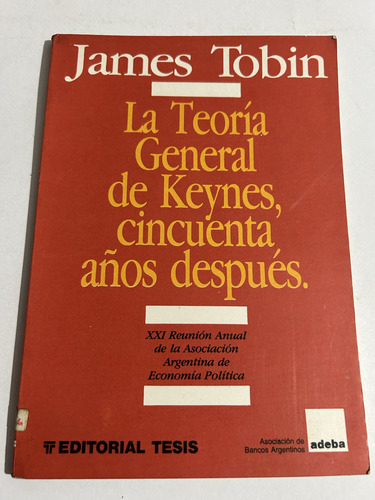 James Tobin
La Teoría
General
de Keynes,
cincuenta
años después.
XXI Reunión Anual
de la Asociación
Argentina de
Economía Política
EDITORIAL TESIS
Asociación de
Bancos Argentinos
adeba